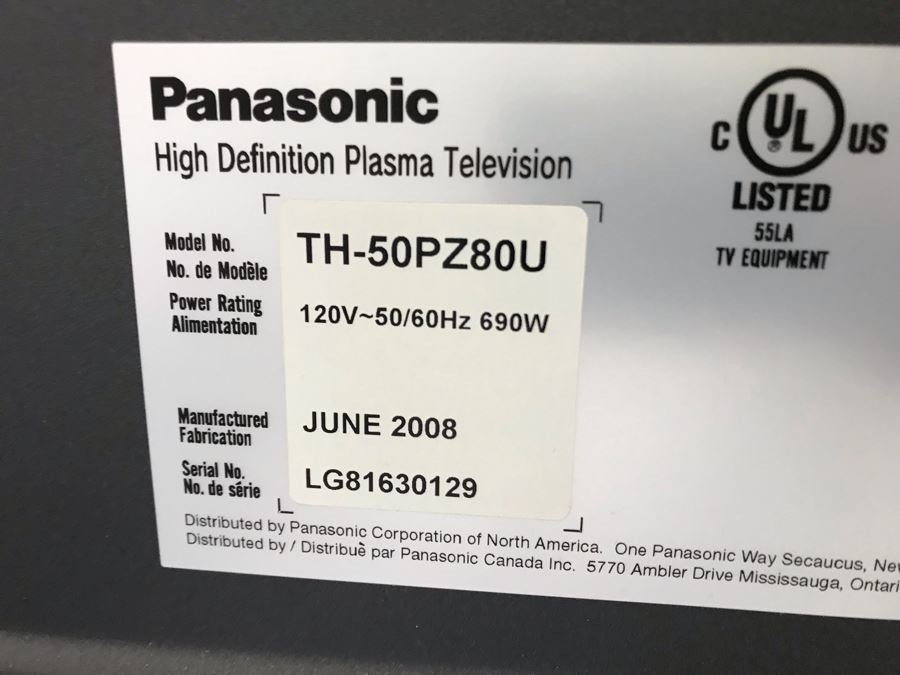 Panasonic
High Definition Plasma Television
Model No. TH-50PZ80U
No. de Modèle
Power Rating 120V~50/60Hz 690W
Alimentation
Manufactured JUNE 2008
Fabrication
Serial No. LG81630129
No. de série
Distributed by Panasonic Corporation of North America. One Panasonic Way Secaucus,
Distributed by / Distribuè par Panasonic Canada Inc. 5770 Ambler Drive Mississauga,
C UL® US
LISTED
55LA
TV EQUIPMENT